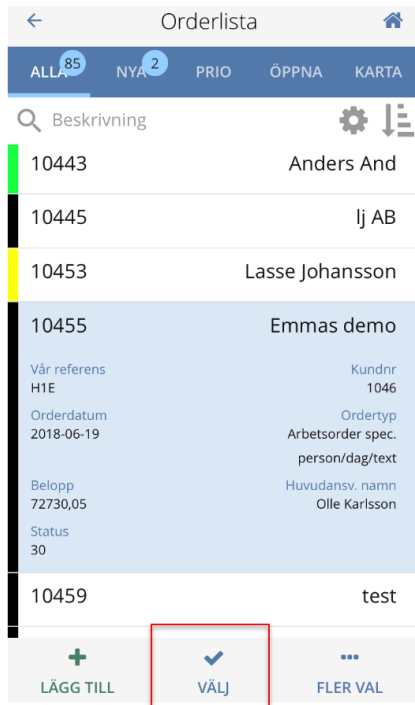 Orderlista
ALLA 85 NYA 2 PRIO ÖPPNA KARTA
Beskrivning
10443 Anders And
10445 lj AB
10453 Lasse Johansson
10455 Emmas demo
Vår referens Kundnr
H1E 1046
Orderdatum Ordertyp
2018-06-19 Arbetsorder spec.
person/dag/text
Belopp Huvudansv. namn
72730,05 Olle Karlsson
Status
30
10459 test
LÄGG TILL VÄLJ FLER VAL